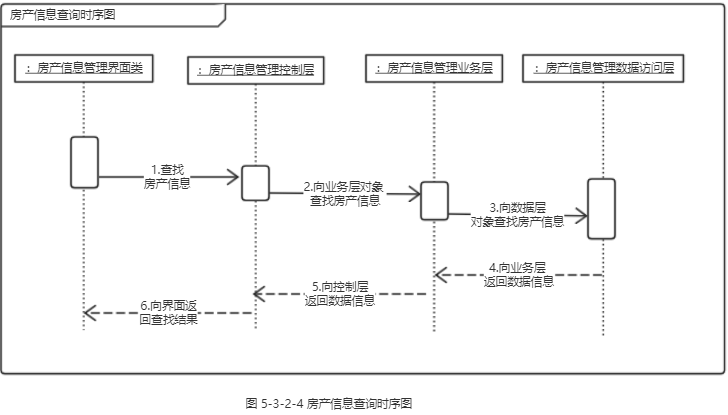 房产信息查询时序图
： 房产信息管理界面类
： 房产信息管理控制层
： 房产信息管理业务层
： 房产信息管理数据访问层
1.查找
房产信息
2.向业务层对象
查找房产信息
3.向数据层
对象查找房产信息
4.向业务层
返回数据信息
5.向控制层
返回数据信息
6.向界面返
回查找结果
图 5-3-2-4 房产信息查询时序图